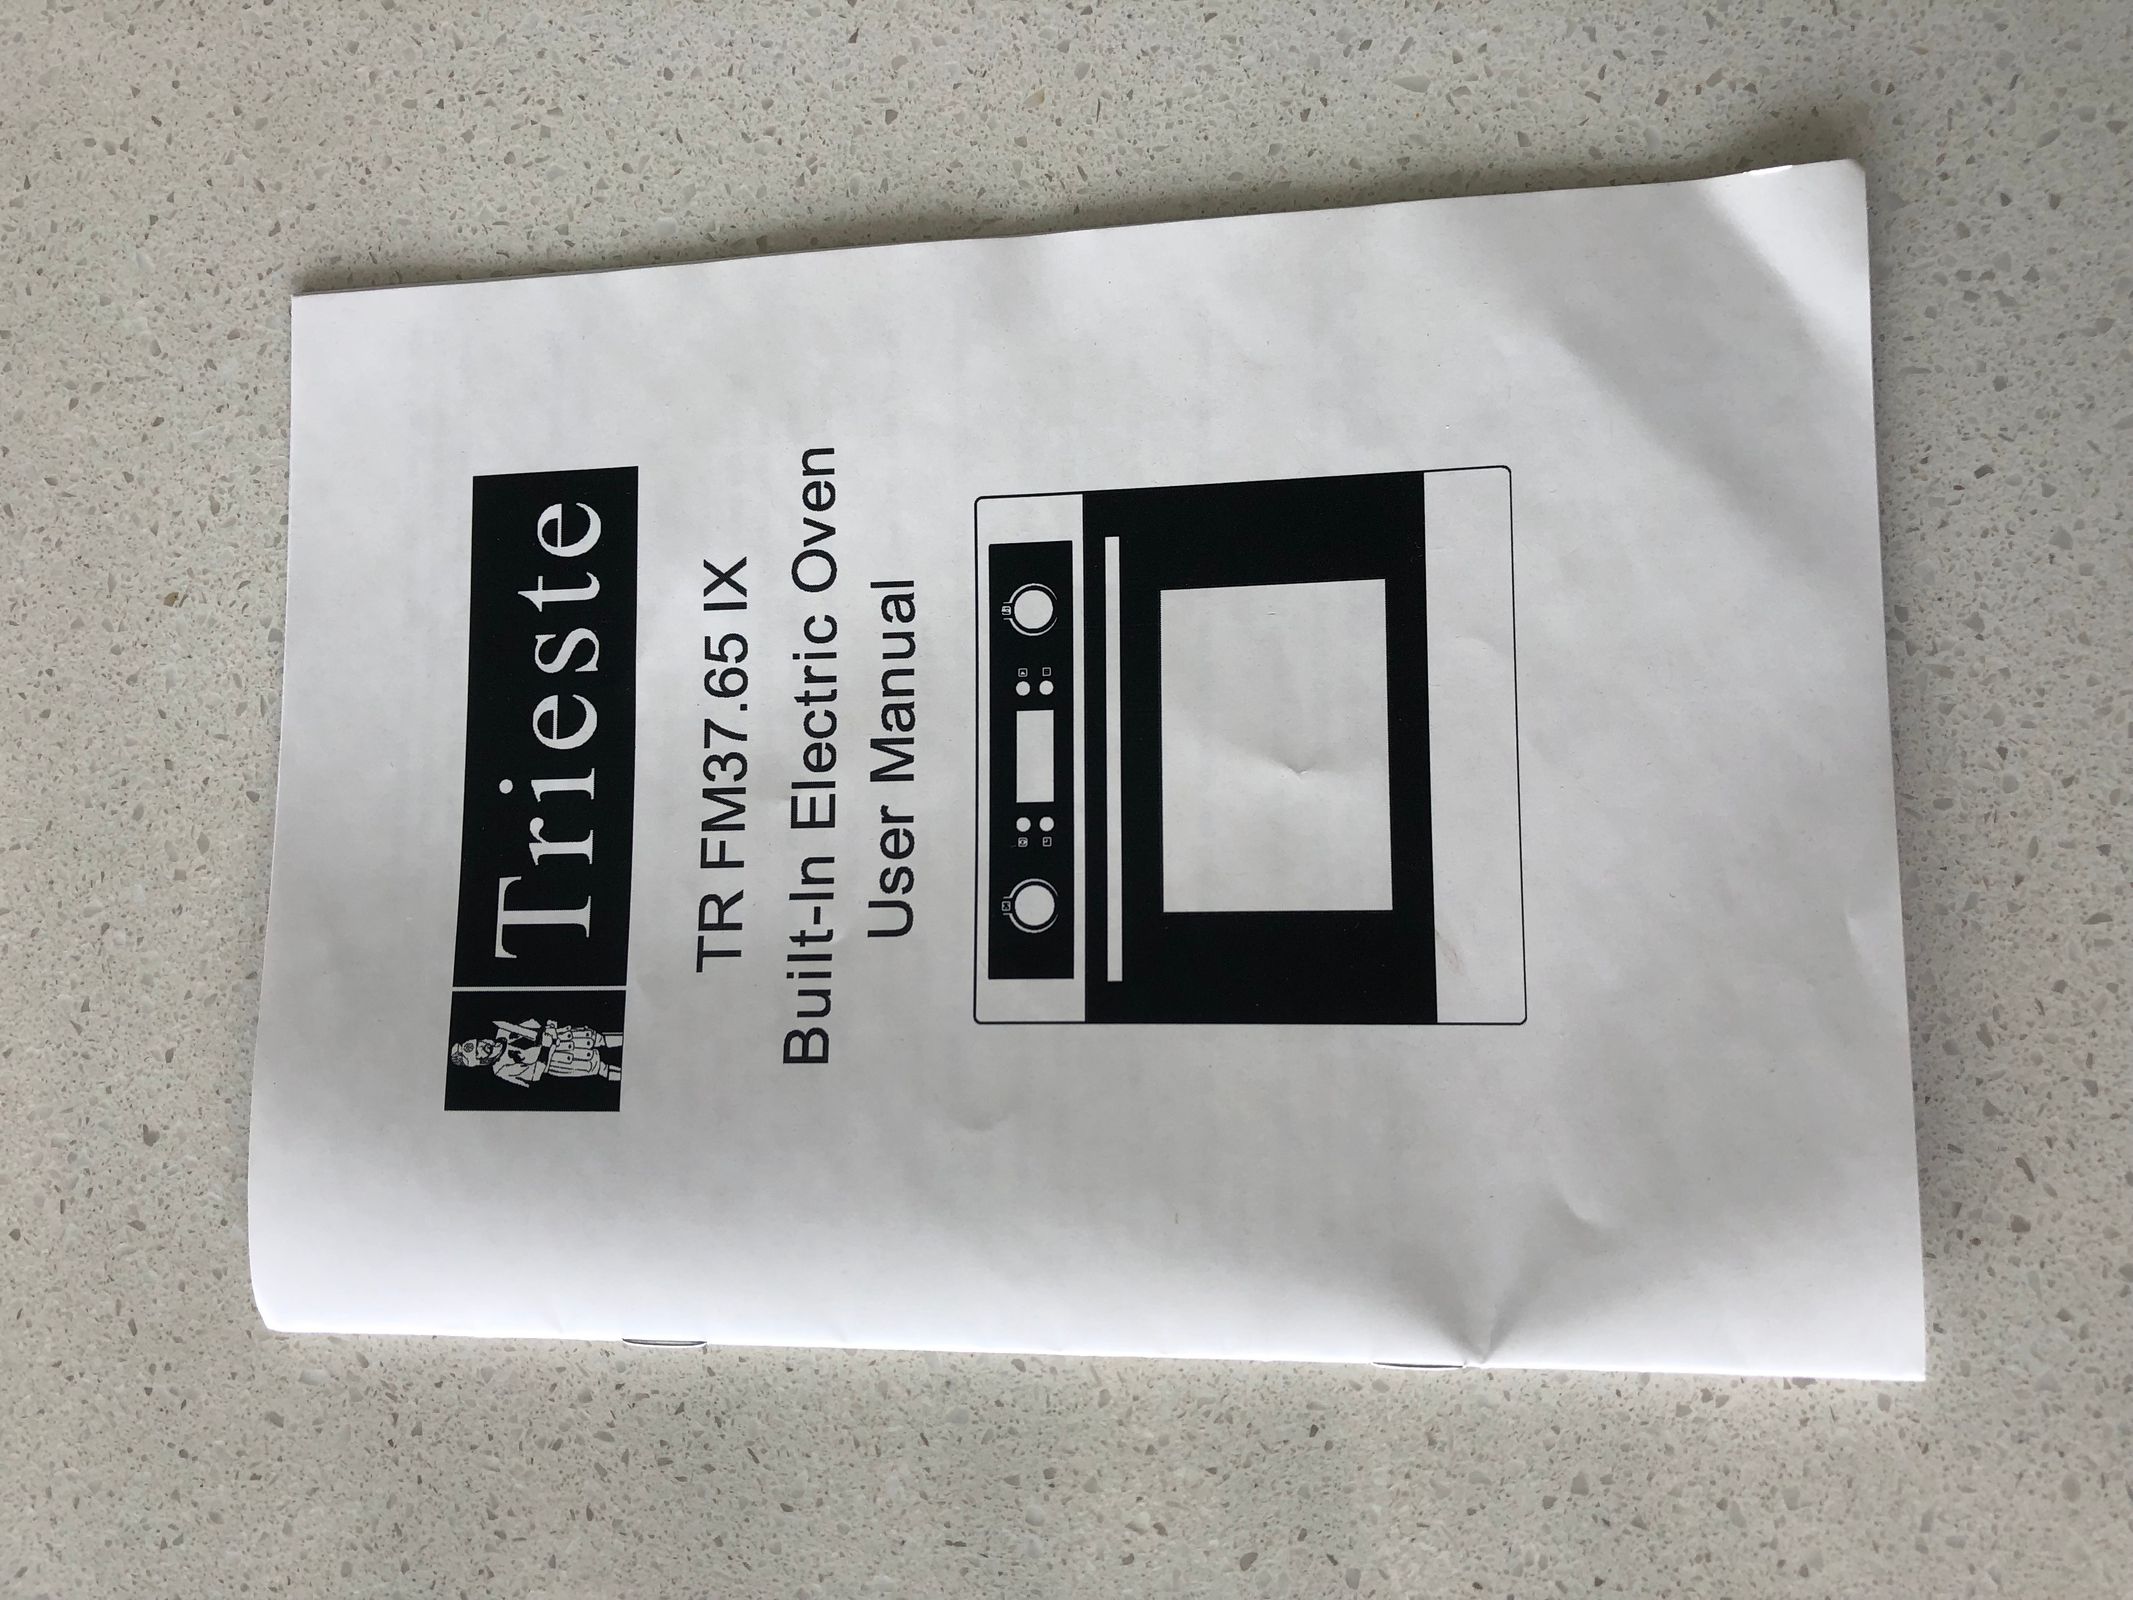 Trieste
TR FM37.65 IX
Built-In Electric Oven
User Manual